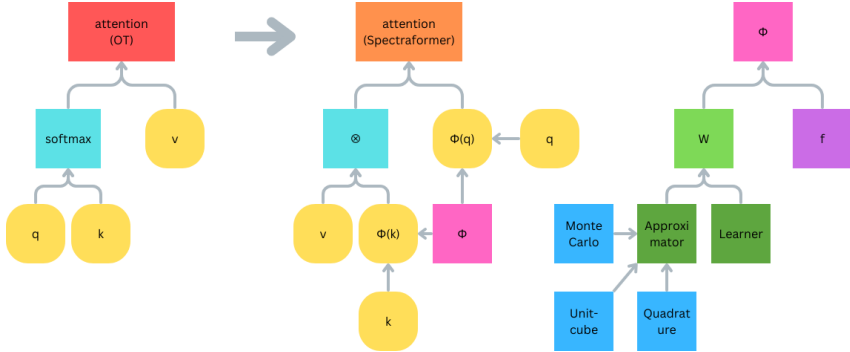 attention
(OT)
softmax
v
q
k
attention
(Spectraformer)
⊗
Φ(q)
q
v
Φ(k)
Φ
k
Φ
W
f
Monte
Carlo
Approxi
mator
Learner
Unit-
cube
Quadrat
ure